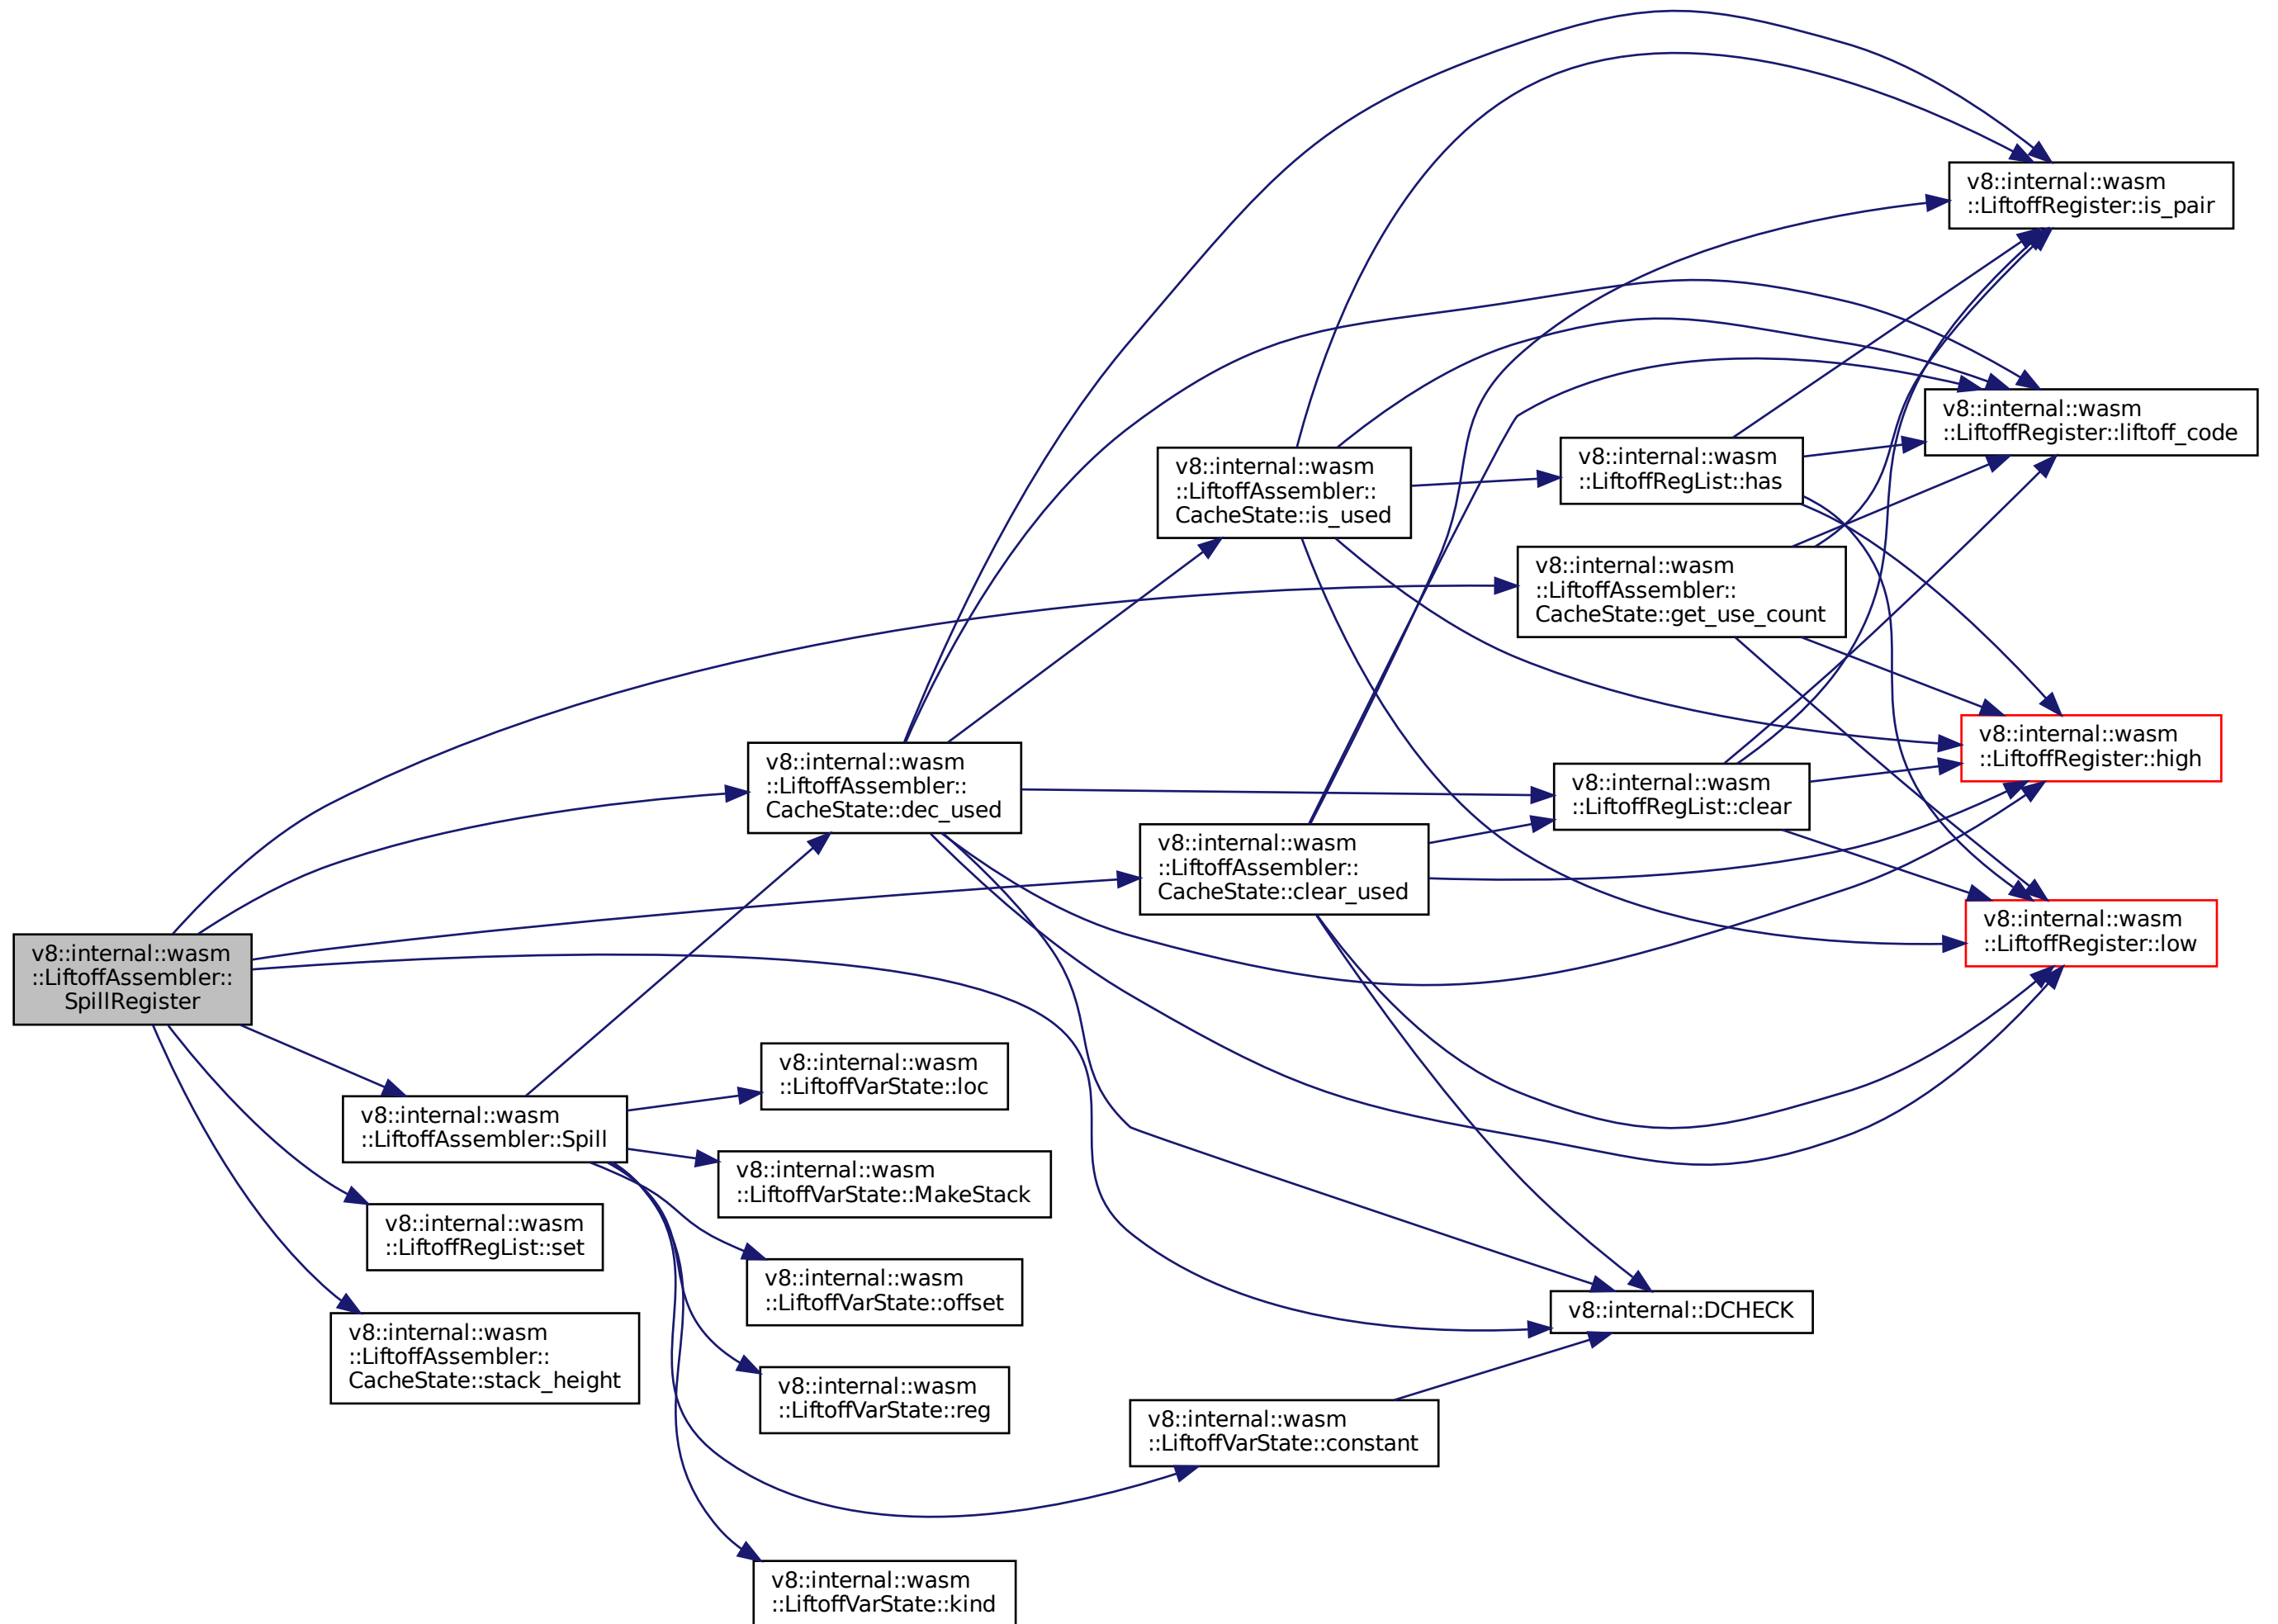 v8::internal::wasm
::LiftoffAssembler::
SpillRegister
v8::internal::wasm
::LiftoffAssembler::Spill
v8::internal::wasm
::LiftoffRegList::set
v8::internal::wasm
::LiftoffAssembler::
CacheState::stack_height
v8::internal::wasm
::LiftoffAssembler::
CacheState::dec_used
v8::internal::wasm
::LiftoffVarState::loc
v8::internal::wasm
::LiftoffVarState::MakeStack
v8::internal::wasm
::LiftoffVarState::offset
v8::internal::wasm
::LiftoffVarState::reg
v8::internal::wasm
::LiftoffVarState::kind
v8::internal::wasm
::LiftoffAssembler::
CacheState::is_used
v8::internal::wasm
::LiftoffAssembler::
CacheState::clear_used
v8::internal::wasm
::LiftoffVarState::constant
v8::internal::wasm
::LiftoffRegList::has
v8::internal::wasm
::LiftoffAssembler::
CacheState::get_use_count
v8::internal::wasm
::LiftoffRegList::clear
v8::internal::DCHECK
v8::internal::wasm
::LiftoffRegister::is_pair
v8::internal::wasm
::LiftoffRegister::liftoff_code
v8::internal::wasm
::LiftoffRegister::high
v8::internal::wasm
::LiftoffRegister::low